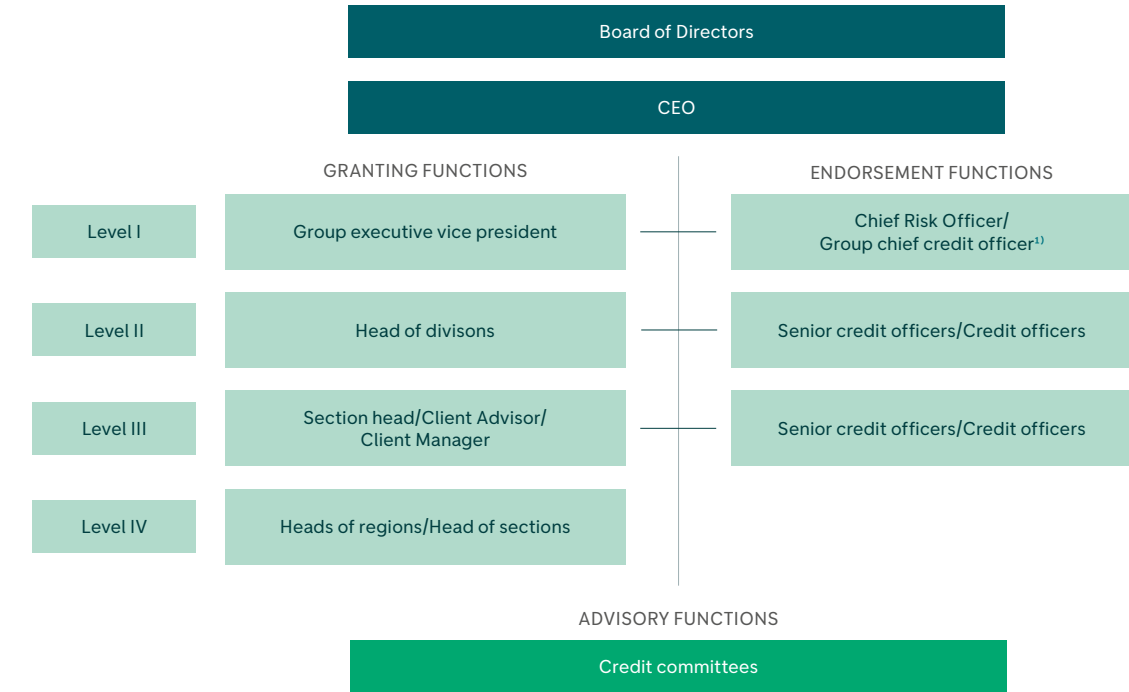 Board of Directors
CEO
GRANTING FUNCTIONS
ENDORSEMENT FUNCTIONS
Level I
Group executive vice president
Chief Risk Officer/
Group chief credit officer¹⁾
Level II
Head of divisons
Senior credit officers/Credit officers
Level III
Section head/Client Advisor/
Client Manager
Senior credit officers/Credit officers
Level IV
Heads of regions/Head of sections
ADVISORY FUNCTIONS
Credit committees